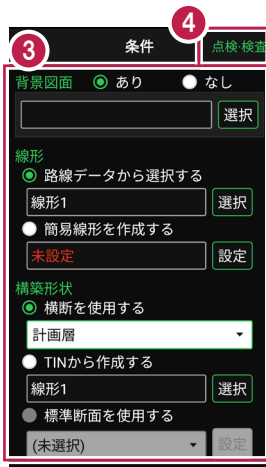 3
条件
4
点検・検査
背景図面 あり なし
選択
線形
路線データから選択する
線形1 選択
簡易線形を作成する
未設定 設定
構築形状
横断を使用する
計画層
TINから作成する
線形1 選択
標準断面を使用する
(未選択) 設定